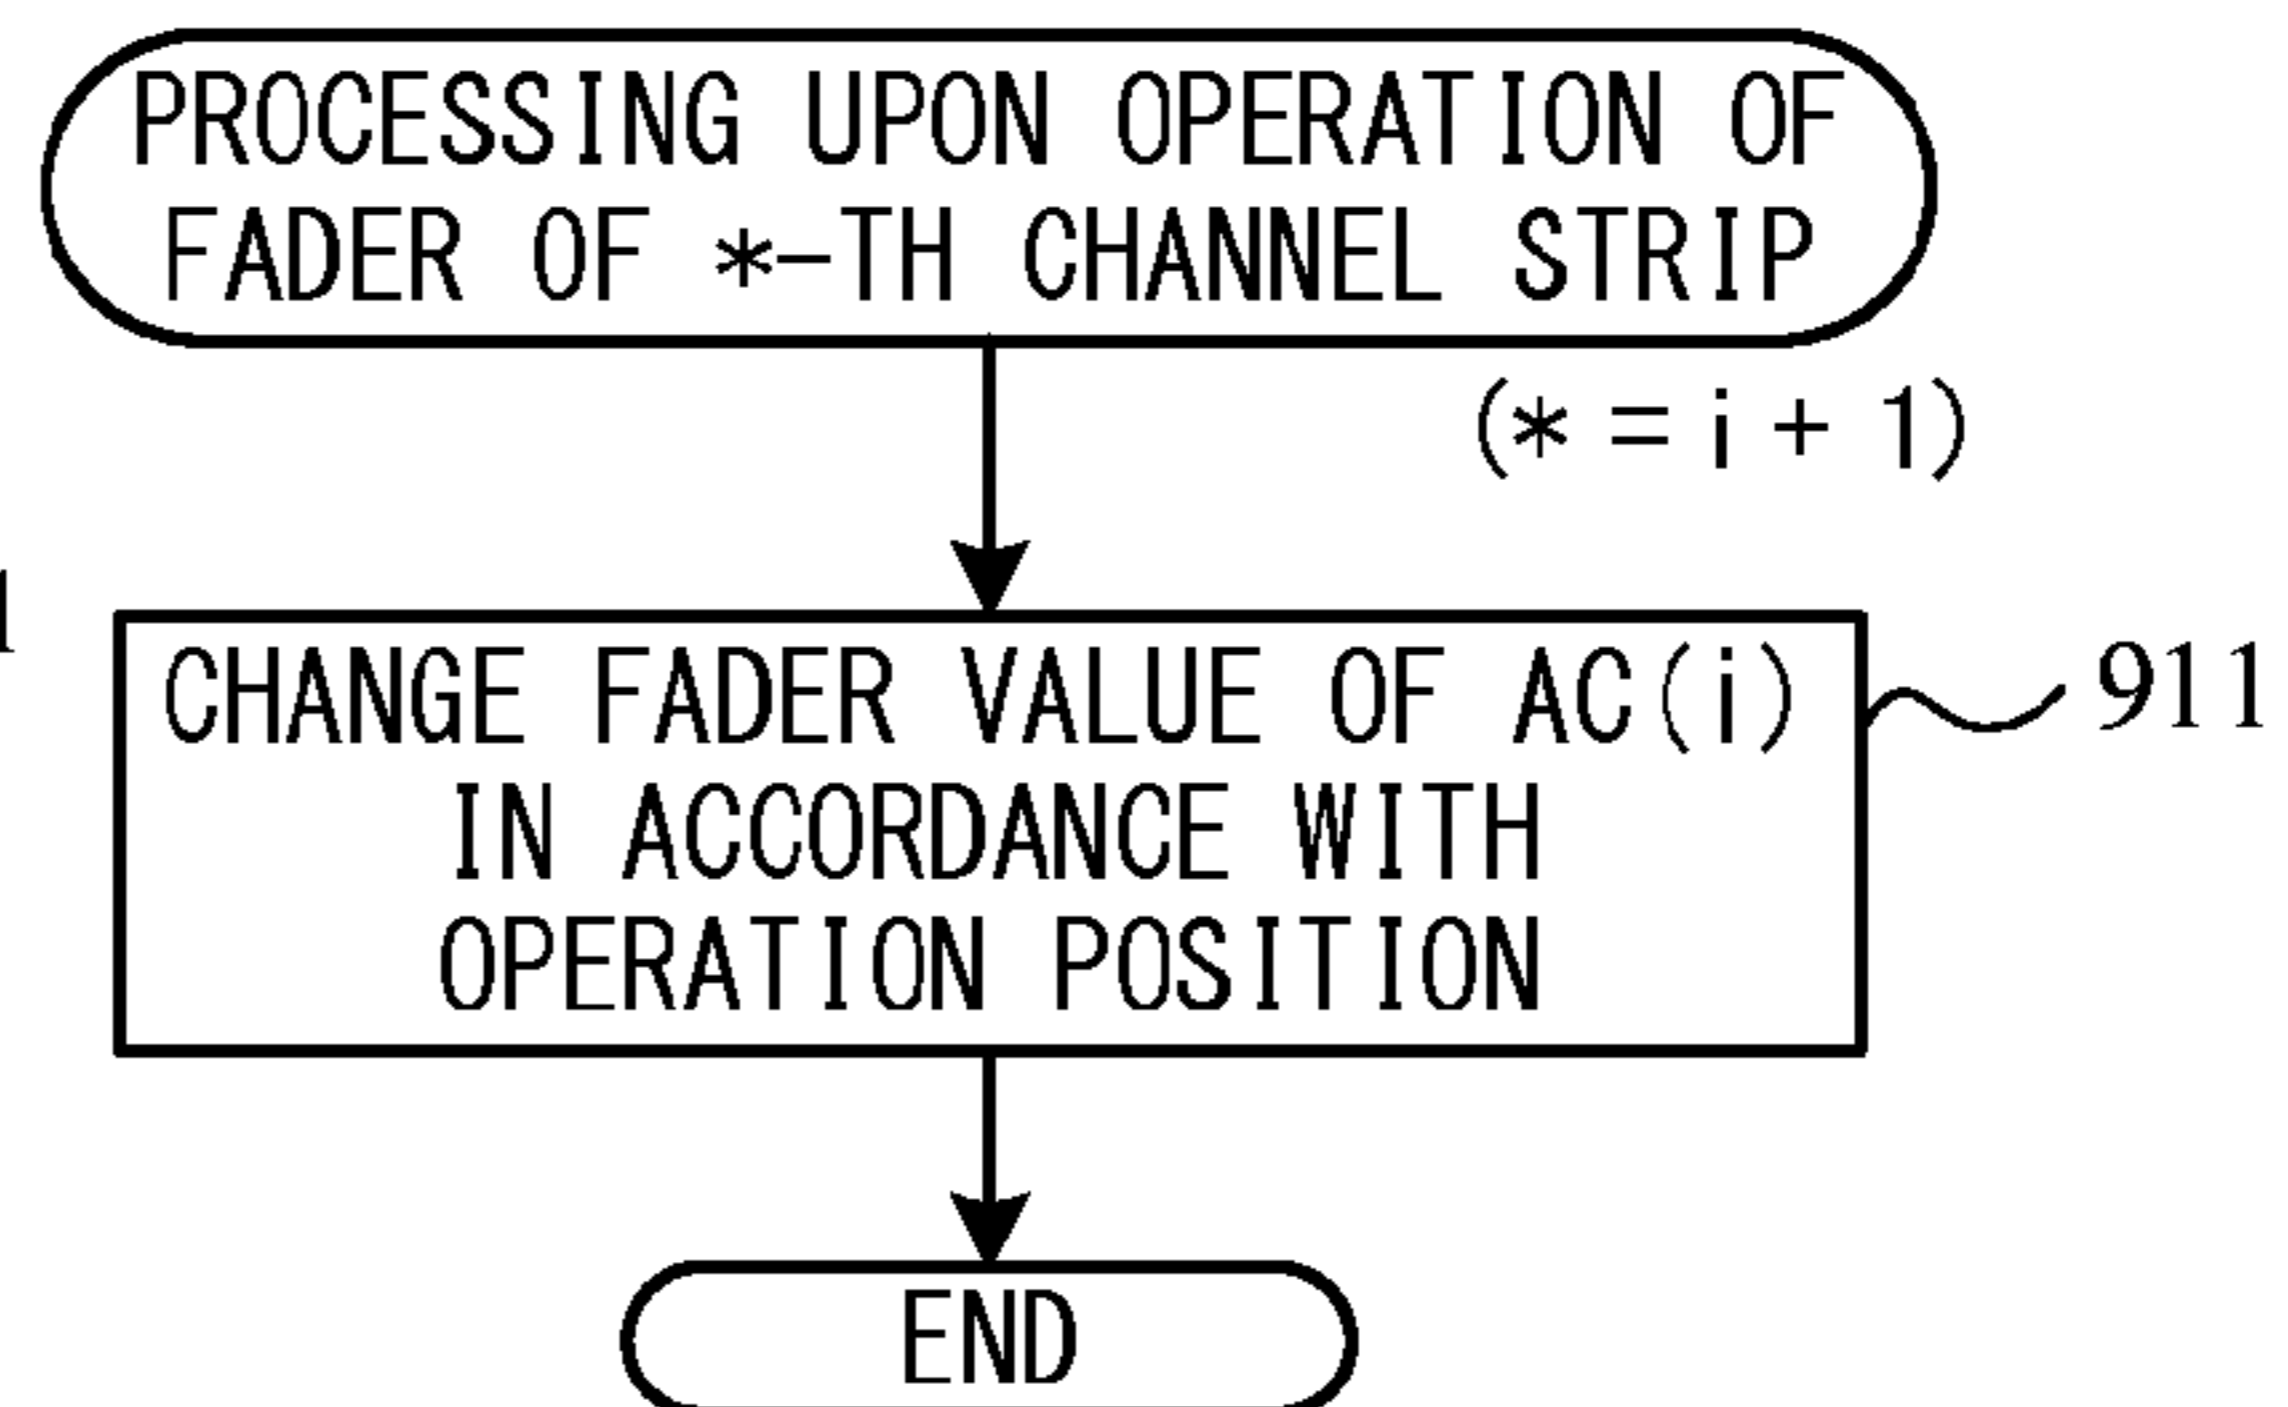 PROCESSING UPON OPERATION OF
FADER OF *-TH CHANNEL STRIP
(* = i + 1)
CHANGE FADER VALUE OF AC(i)
IN ACCORDANCE WITH
OPERATION POSITION
911
END